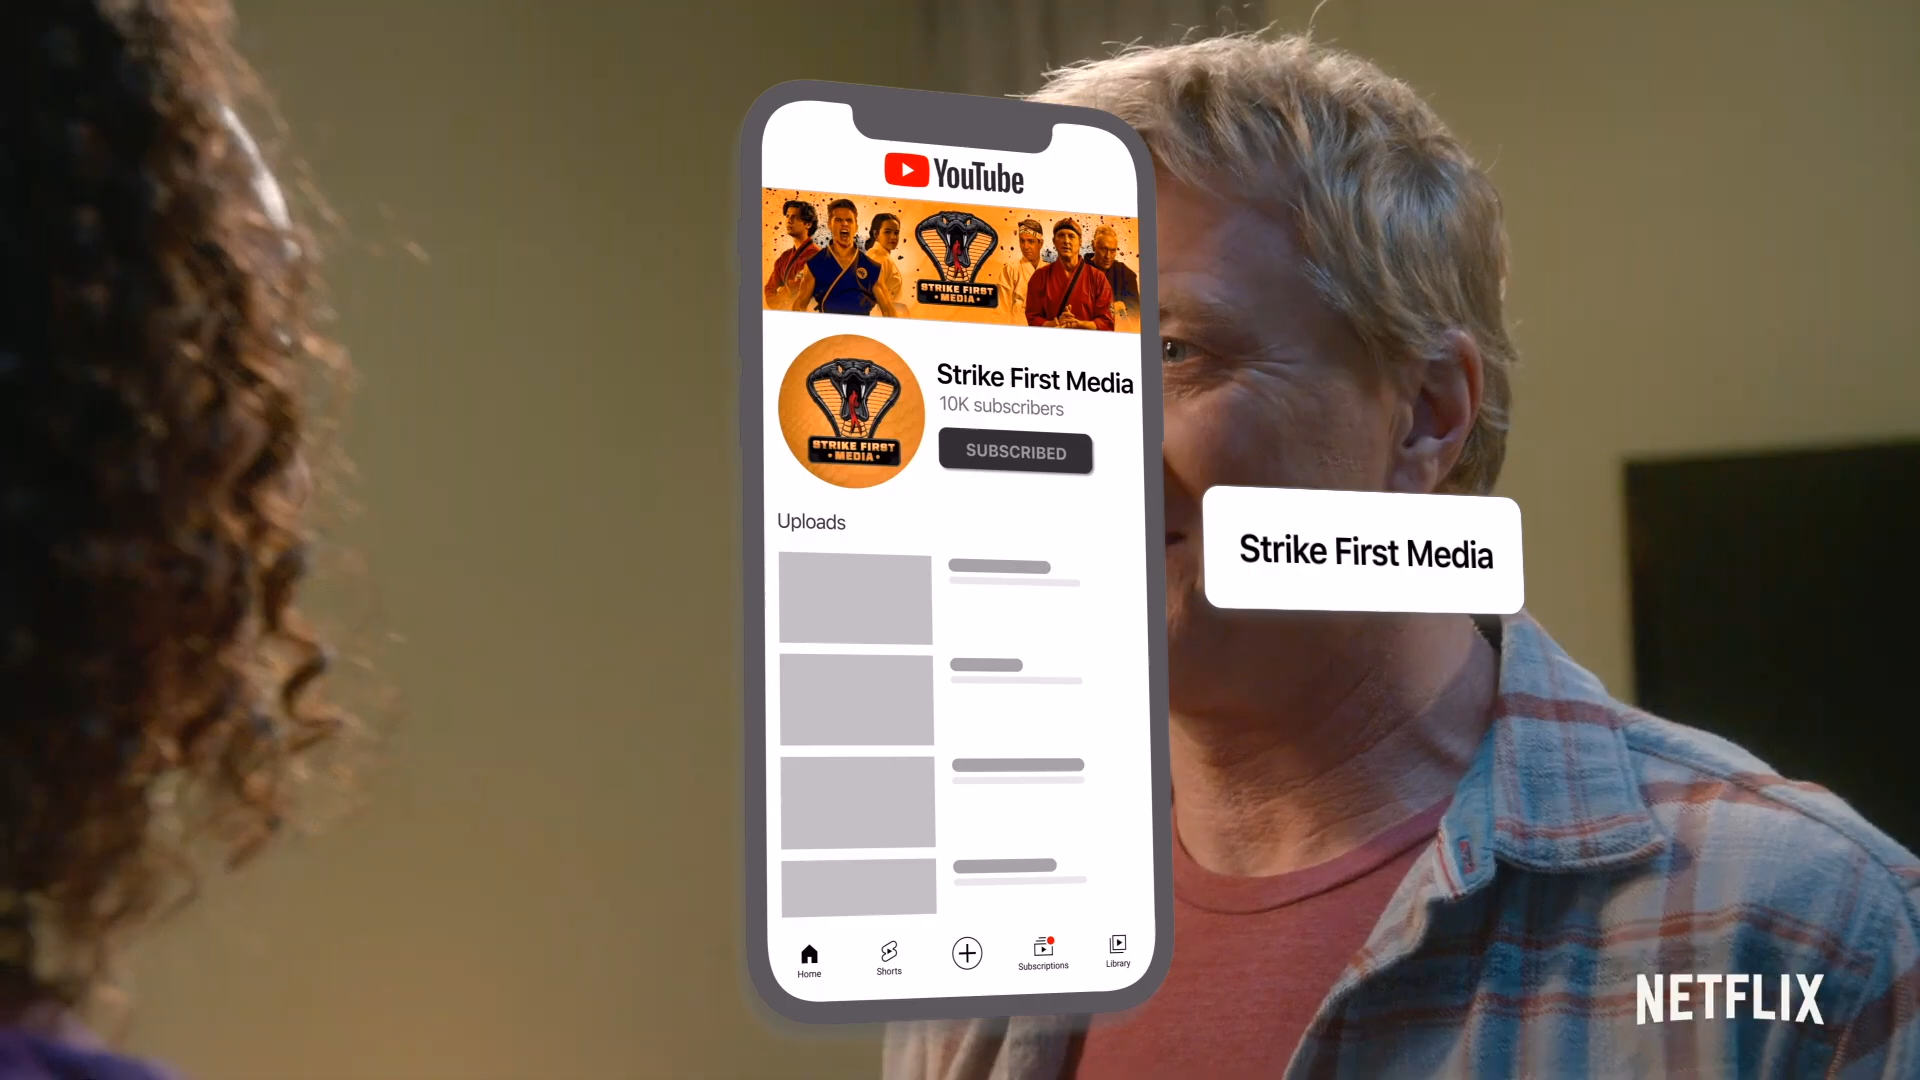 YouTube
STRIKE FIRST
MEDIA
Strike First Media
10K subscribers
SUBSCRIBED
STRIKE FIRST
• MEDIA •
Uploads
Strike First Media
Home
Shorts
Subscriptions
Library
NETFLIX